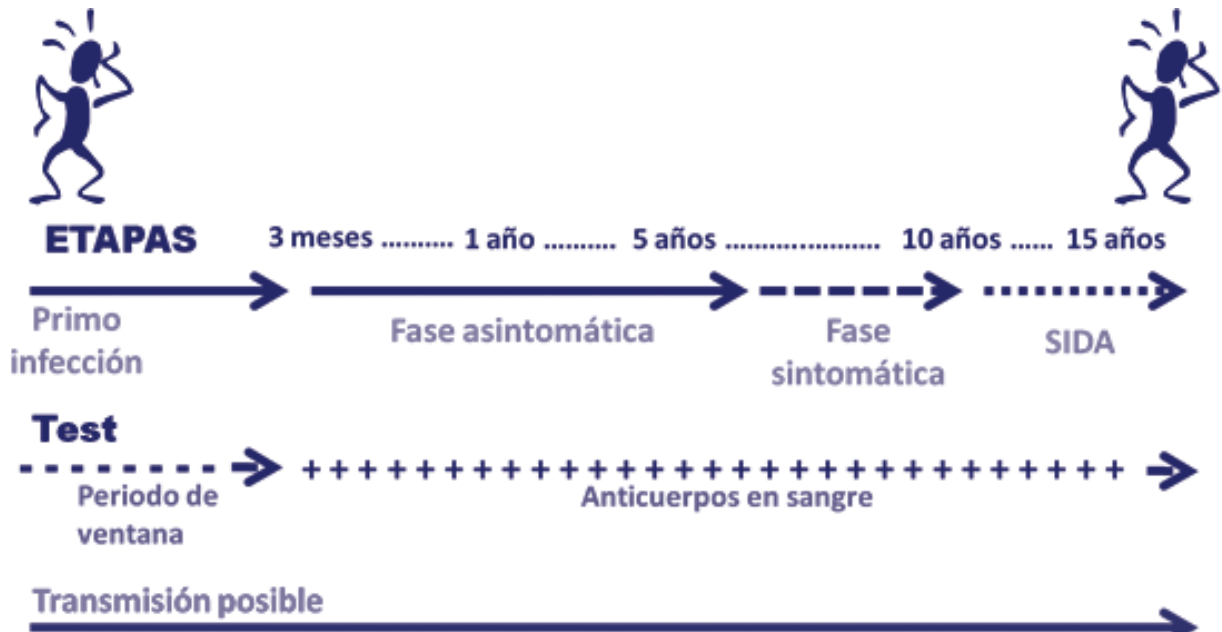 ETAPAS 3 meses .......... 1 año .......... 5 años ...................... 10 años ...... 15 años
Primo
infección
Fase asintomática
Fase
sintomática
SIDA
Test
+ + + + + + + + + + + + + + + + + + + + + + + + + + + + +
Periodo de
ventana
Anticuerpos en sangre
Transmisión posible